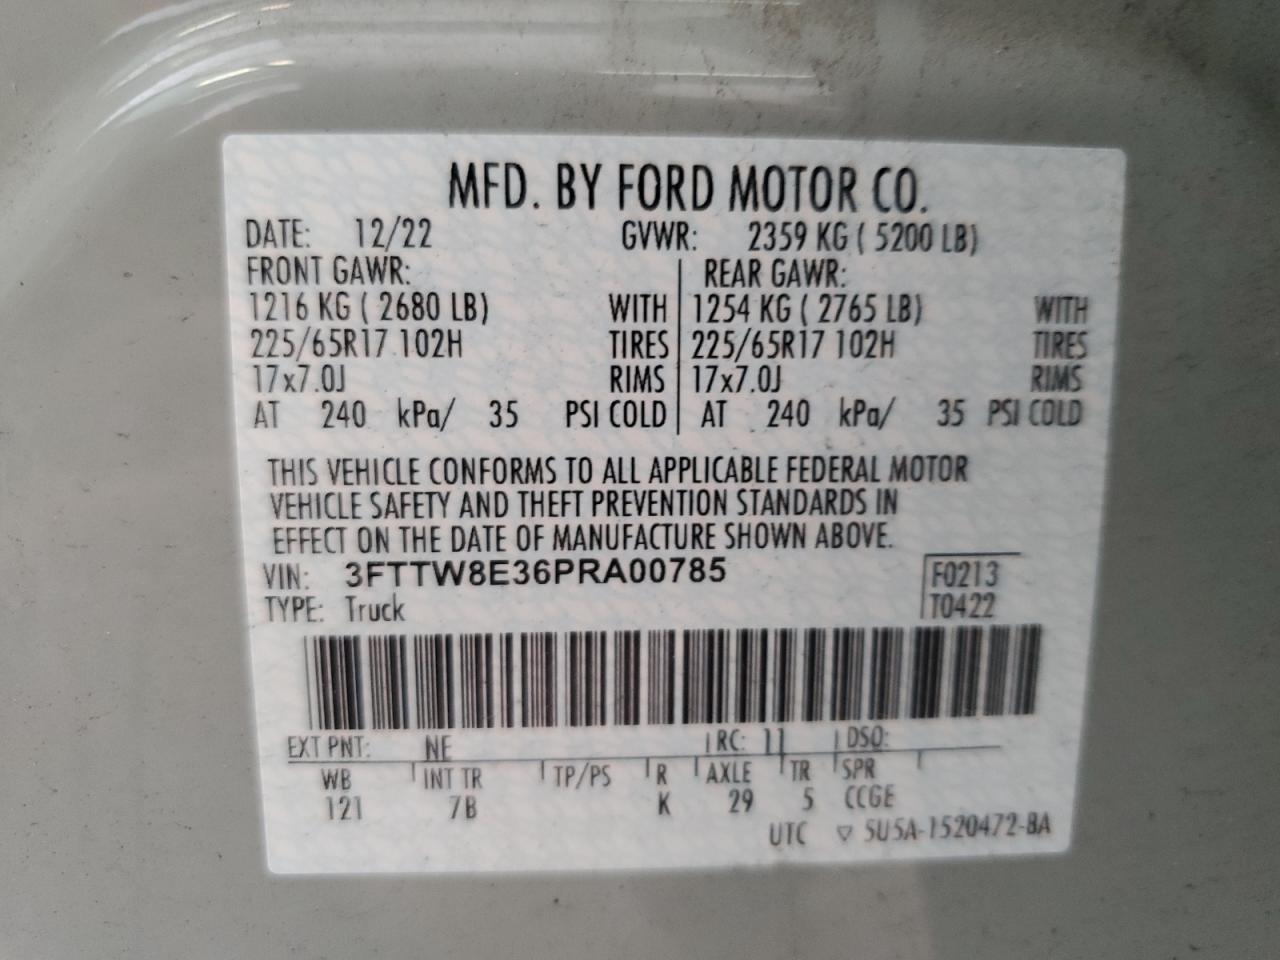 MFD. BY FORD MOTOR CO.
DATE: 12/22 GVWR: 2359 KG ( 5200 LB)
FRONT GAWR: REAR GAWR:
1216 KG ( 2680 LB) WITH 1254 KG ( 2765 LB) WITH
225/65R17 102H TIRES 225/65R17 102H TIRES
17x7.0J RIMS 17x7.0J RIMS
AT 240 kPa/ 35 PSI COLD AT 240 kPa/ 35 PSI COLD
THIS VEHICLE CONFORMS TO ALL APPLICABLE FEDERAL MOTOR
VEHICLE SAFETY AND THEFT PREVENTION STANDARDS IN
EFFECT ON THE DATE OF MANUFACTURE SHOWN ABOVE.
VIN: 3FTTW8E36PRA00785 F0213
TYPE: Truck T0422
EXT PNT: NE RC: 11 DSO:
WB INT TR TP/PS R AXLE TR SPR
121 7B K 29 5 CCGE
UTC ▽ 5U5A-1520472-BA